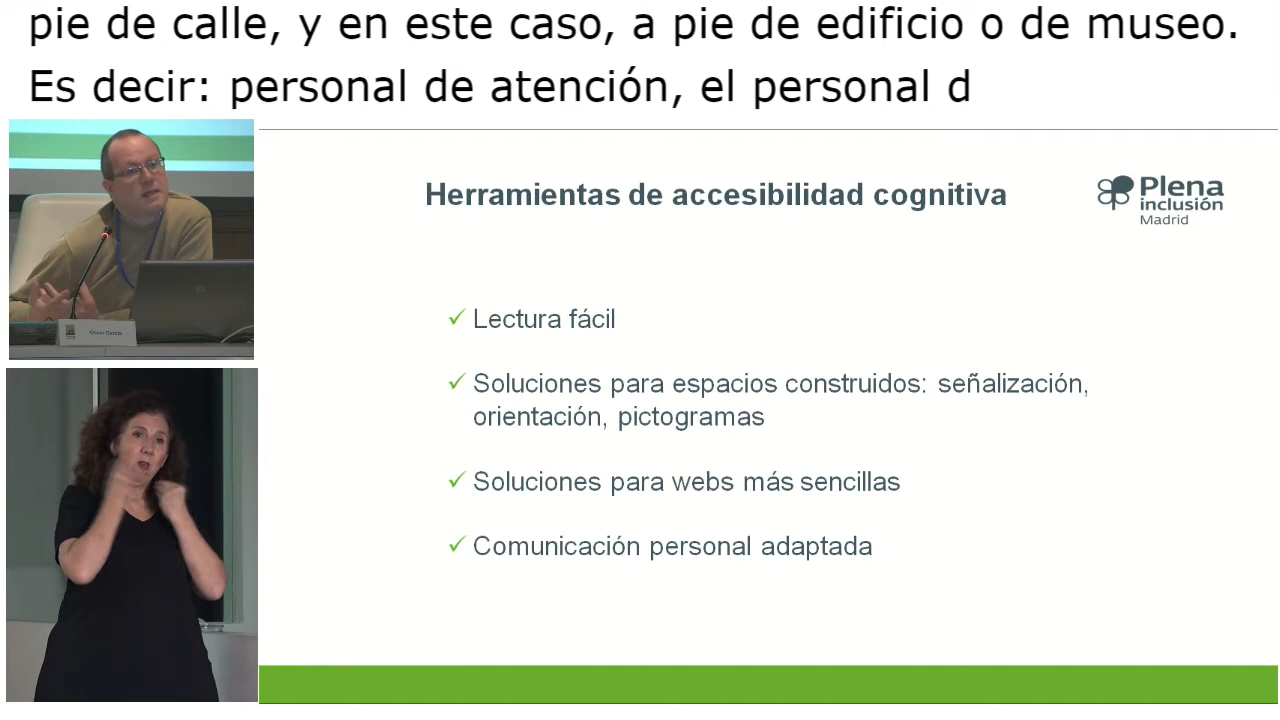 pie de calle, y en este caso, a pie de edificio o de museo.
Es decir: personal de atención, el personal d
Herramientas de accesibilidad cognitiva
Plena
inclusión
Madrid
Óscar García
✓ Lectura fácil
✓ Soluciones para espacios construidos: señalización,
orientación, pictogramas
✓ Soluciones para webs más sencillas
✓ Comunicación personal adaptada